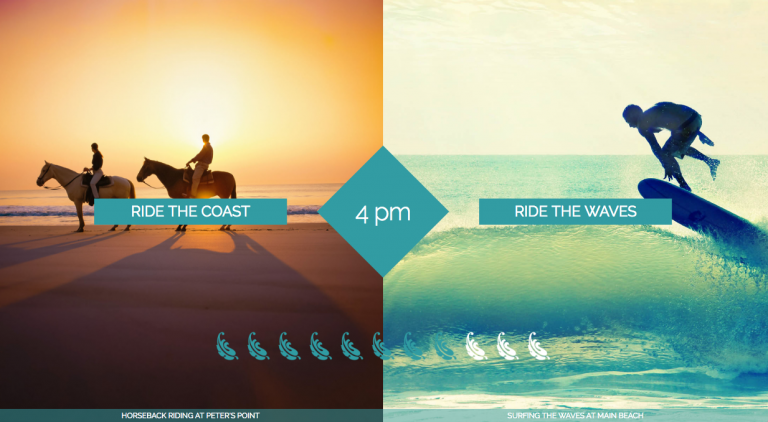 RIDE THE COAST
4 pm
RIDE THE WAVES
HORSEBACK RIDING AT PETER'S POINT
SURFING THE WAVES AT MAIN BEACH